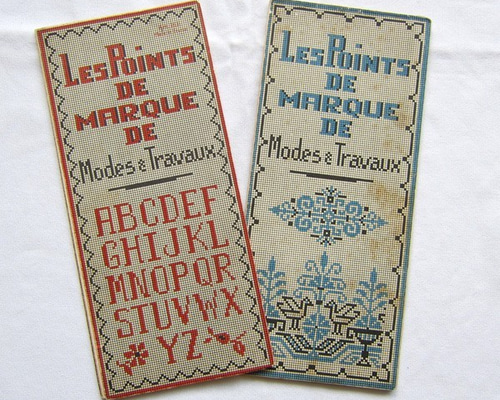 Les Points
de
marque
de
Modes & Travaux
ABCDEF
GHIJKL
MNOPQR
STUVWX
YZ
Les Points
de
marque
de
Modes & Travaux